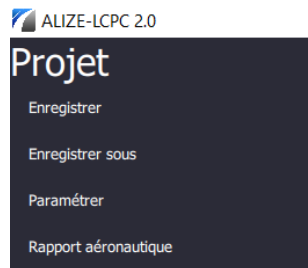 ALIZE-LCPC 2.0
Projet
Enregistrer
Enregistrer sous
Paramétrer
Rapport aéronautique